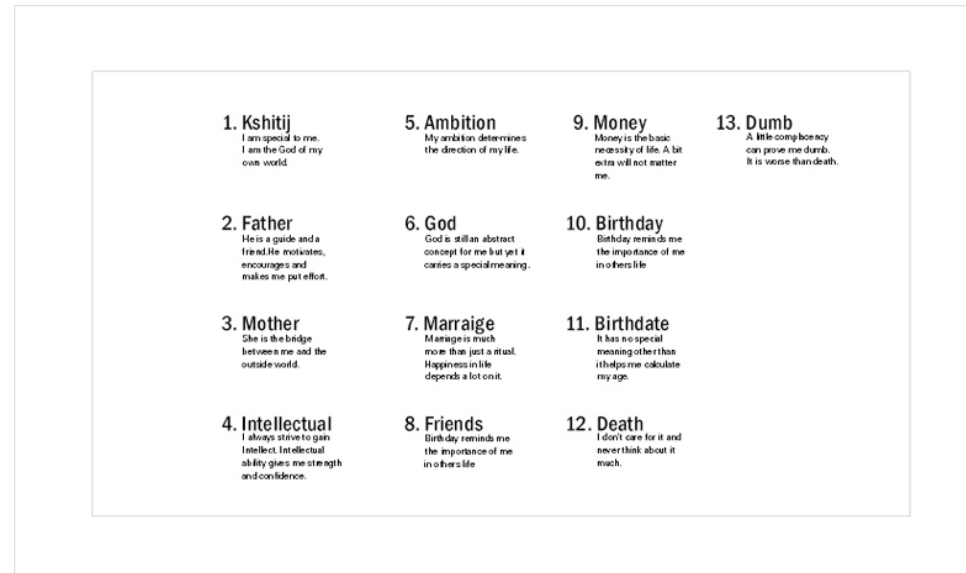 1. Kshitij
I am special to me.
I am the God of my
own world.
2. Father
He is a guide and a
friend.He motivates,
encourages and
makes me put effort.
3. Mother
She is the bridge
between me and the
outside world.
4. Intellectual
I always strive to gain
Intellect. Intellectual
ability gives me strength
and confidence.
5. Ambition
My ambition determines
the direction of my life.
6. God
God is still an abstract
concept for me but yet it
carries a special meaning.
7. Marraige
Marriage is much
more than just a ritual.
Happiness in life
depends a lot on it.
8. Friends
Birthday reminds me
the importance of me
in others life
9. Money
Money is the basic
necessity of life. A bit
extra will not matter
me.
10. Birthday
Birthday reminds me
the importance of me
in others life
11. Birthdate
It has no special
meaning other than
it helps me calculate
my age.
12. Death
I don't care for it and
never think about it
much.
13. Dumb
A little complicency
can prove me dumb.
It is worse than death.